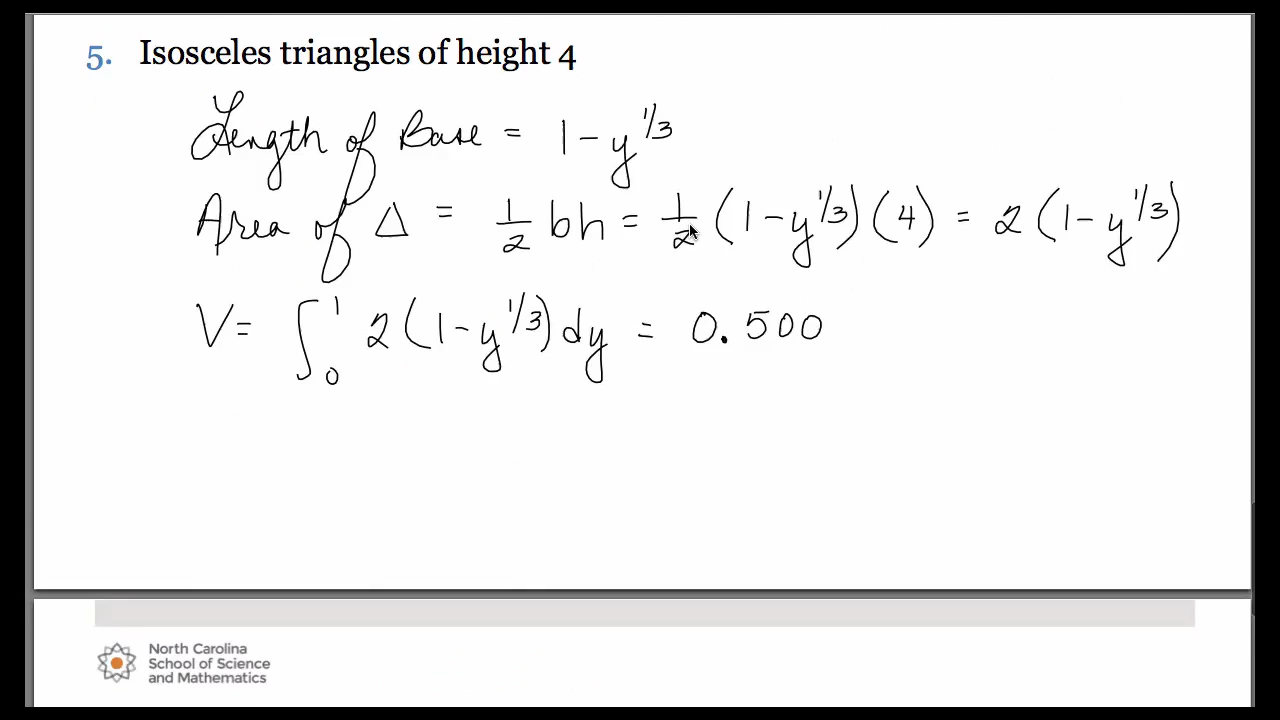 5. Isosceles triangles of height 4
Length of Base = 1 - y^{1/3}
Area of Δ = 1/2 bh = 1/2 (1 - y^{1/3}) (4) = 2 (1 - y^{1/3})
V = ∫_0^1 2 (1 - y^{1/3}) dy = 0.500
North Carolina
School of Science
and Mathematics